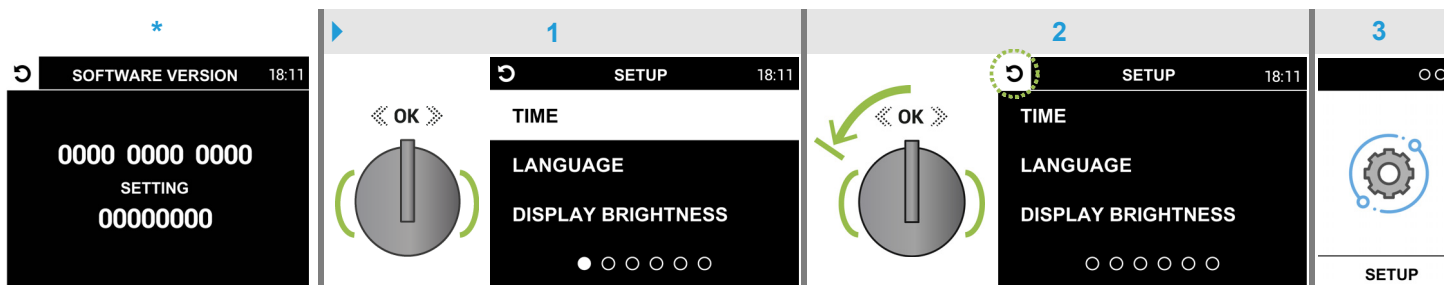 *
SOFTWARE VERSION 18:11
0000 0000 0000
SETTING
00000000
1
OK
SETUP 18:11
TIME
LANGUAGE
DISPLAY BRIGHTNESS
2
OK
SETUP 18:11
TIME
LANGUAGE
DISPLAY BRIGHTNESS
3
SETUP